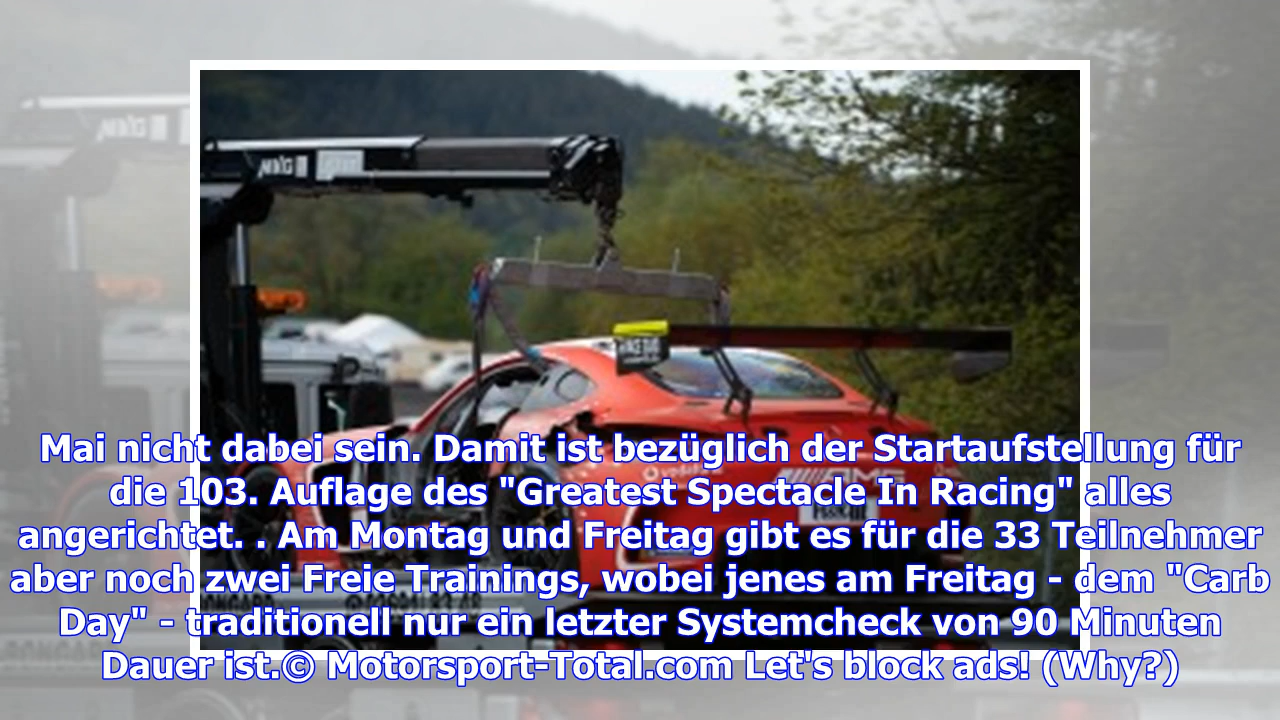 MKG
Mai nicht dabei sein. Damit ist bezüglich der Startaufstellung für
die 103. Auflage des "Greatest Spectacle In Racing" alles
angerichtet. . Am Montag und Freitag gibt es für die 33 Teilnehmer
aber noch zwei Freie Trainings, wobei jenes am Freitag - dem "Carb
Day" - traditionell nur ein letzter Systemcheck von 90 Minuten
Dauer ist.© Motorsport-Total.com Let's block ads! (Why?)
AMG